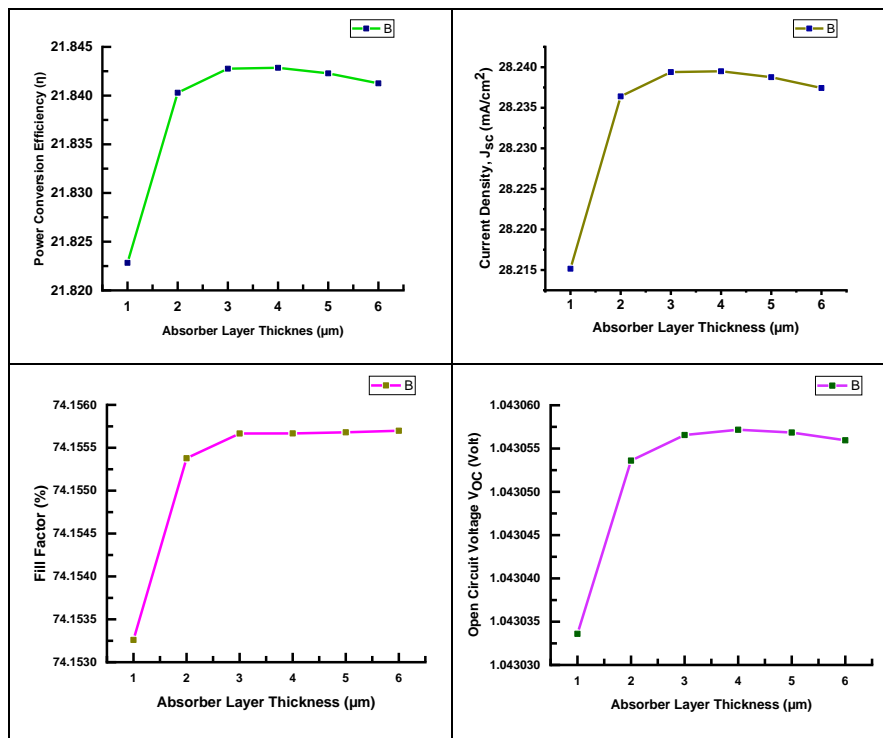 B
21.845
21.840
21.835
21.830
21.825
21.820
Power Conversion Efficiency (n)
1 2 3 4 5 6
Absorber Layer Thicknes (µm)
B
28.240
28.235
28.230
28.225
28.220
28.215
Current Density, JSC (mA/cm2)
1 2 3 4 5 6
Absorber Layer Thickness (µm)
B
74.1560
74.1555
74.1550
74.1545
74.1540
74.1535
74.1530
Fill Factor (%)
1 2 3 4 5 6
Absorber Layer Thickness (µm)
B
1.043060
1.043055
1.043050
1.043045
1.043040
1.043035
1.043030
Open Circuit Voltage VOC (Volt)
1 2 3 4 5 6
Absorber Layer Thickness (µm)